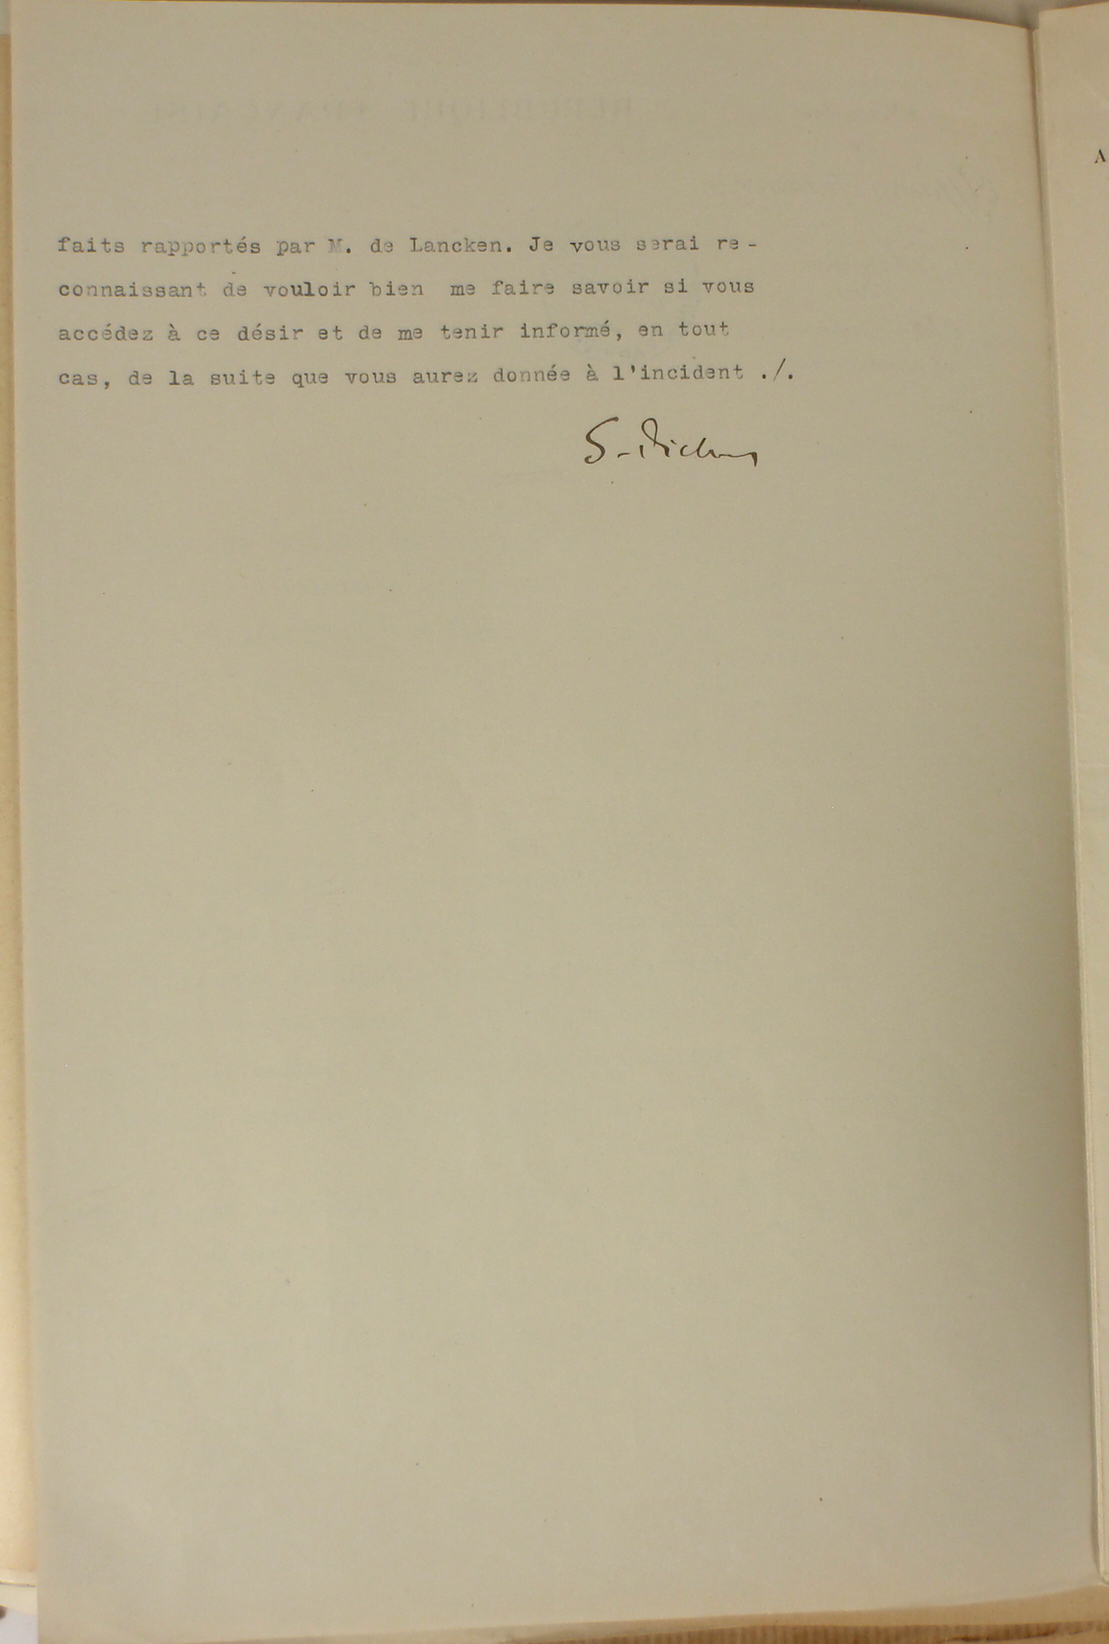 faits rapportés par M. de Lancken. Je vous serai re-
connaissant de vouloir bien me faire savoir si vous
accédez à ce désir et de me tenir informé, en tout
cas, de la suite que vous aurez donnée à l'incident ./.
S. Pichon
A